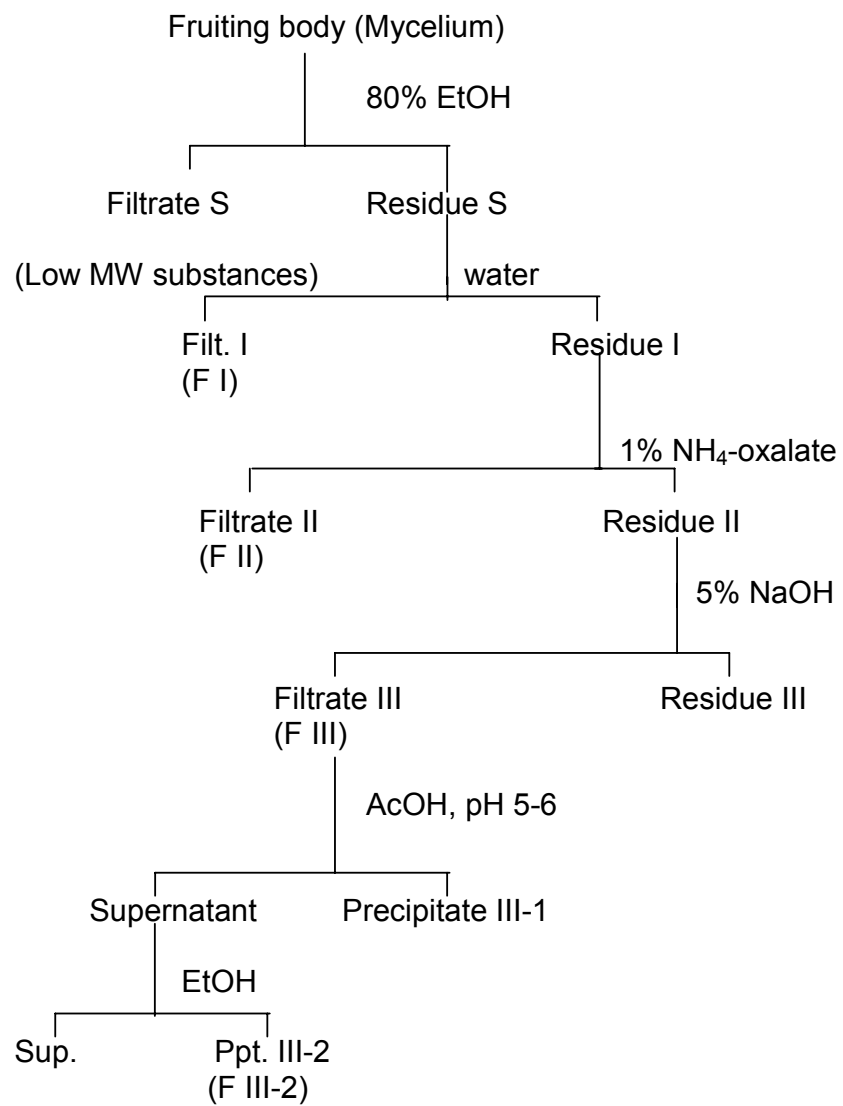 Fruiting body (Mycelium)
80% EtOH
Filtrate S
Residue S
(Low MW substances)
water
Filt. I
(F I)
Residue I
1% NH₄-oxalate
Filtrate II
(F II)
Residue II
5% NaOH
Filtrate III
(F III)
Residue III
AcOH, pH 5-6
Supernatant
Precipitate III-1
EtOH
Sup.
Ppt. III-2
(F III-2)